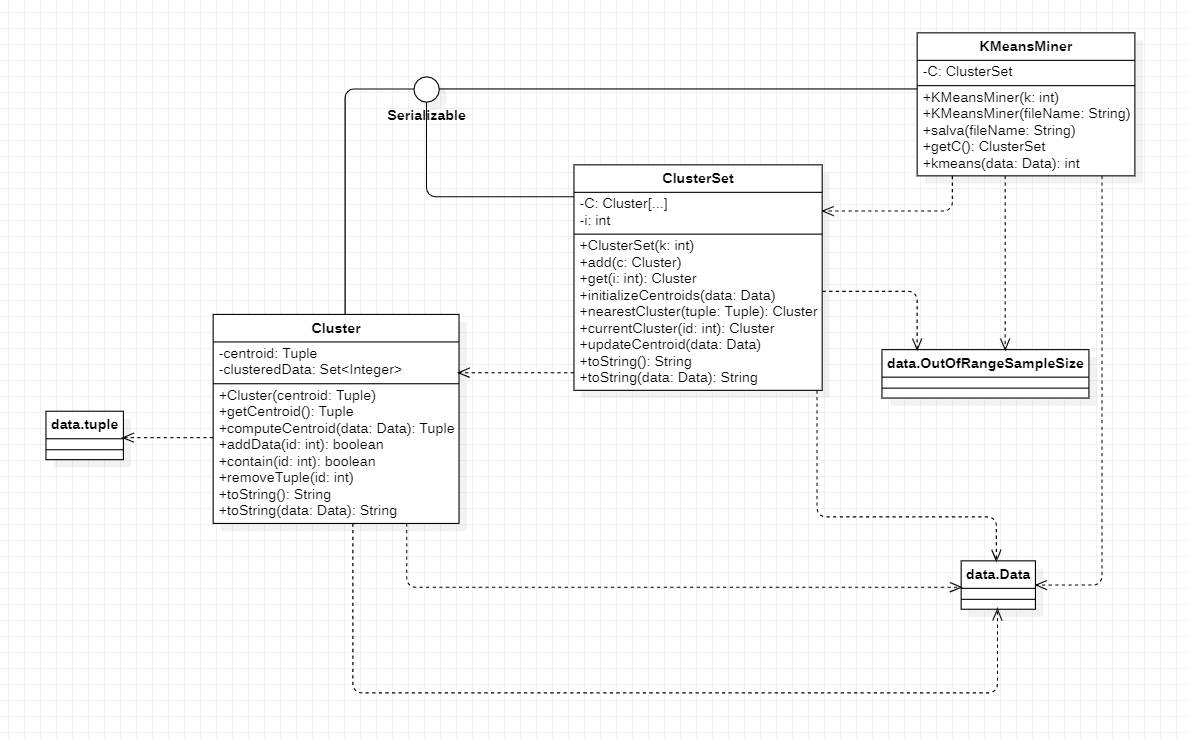 KMeansMiner
-C: ClusterSet
+KMeansMiner(k: int)
+KMeansMiner(fileName: String)
+salva(fileName: String)
+getC(): ClusterSet
+kmeans(data: Data): int
Serializable
ClusterSet
-C: Cluster[...]
-i: int
+ClusterSet(k: int)
+add(c: Cluster)
+get(i: int): Cluster
+initializeCentroids(data: Data)
+nearestCluster(tuple: Tuple): Cluster
+currentCluster(id: int): Cluster
+updateCentroid(data: Data)
+toString(): String
+toString(data: Data): String
Cluster
-centroid: Tuple
-clusteredData: Set<Integer>
+Cluster(centroid: Tuple)
+getCentroid(): Tuple
+computeCentroid(data: Data): Tuple
+addData(id: int): boolean
+contain(id: int): boolean
+removeTuple(id: int)
+toString(): String
+toString(data: Data): String
data.OutOfRangeSampleSize
data.tuple
data.Data